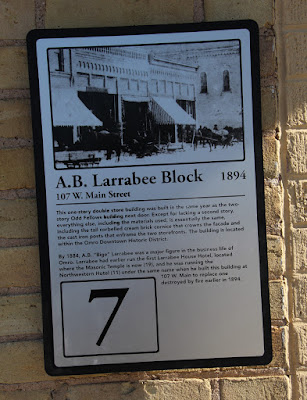 A.B. Larrabee Block 1894
107 W. Main Street
This one-story double store building was built in the same year as the two-
story Odd Fellows building next door. Except for lacking a second story,
everything else, including the materials used, is essentially the same,
including the tall corbelled cream brick cornice that crowns the facade and
the cast iron posts that enframe the two storefronts. The building is located
within the Omro Downtown Historic District.
By 1884, A.B. "Bige" Larrabee was a major figure in the business life of
Omro. Larrabee had earlier run the first Larrabee House Hotel, located
where the Masonic Temple is now (19), and he was running the
Northwestern Hotel (11) under the same name when he built this building at
107 W. Main to replace one
destroyed by fire earlier in 1894.
7